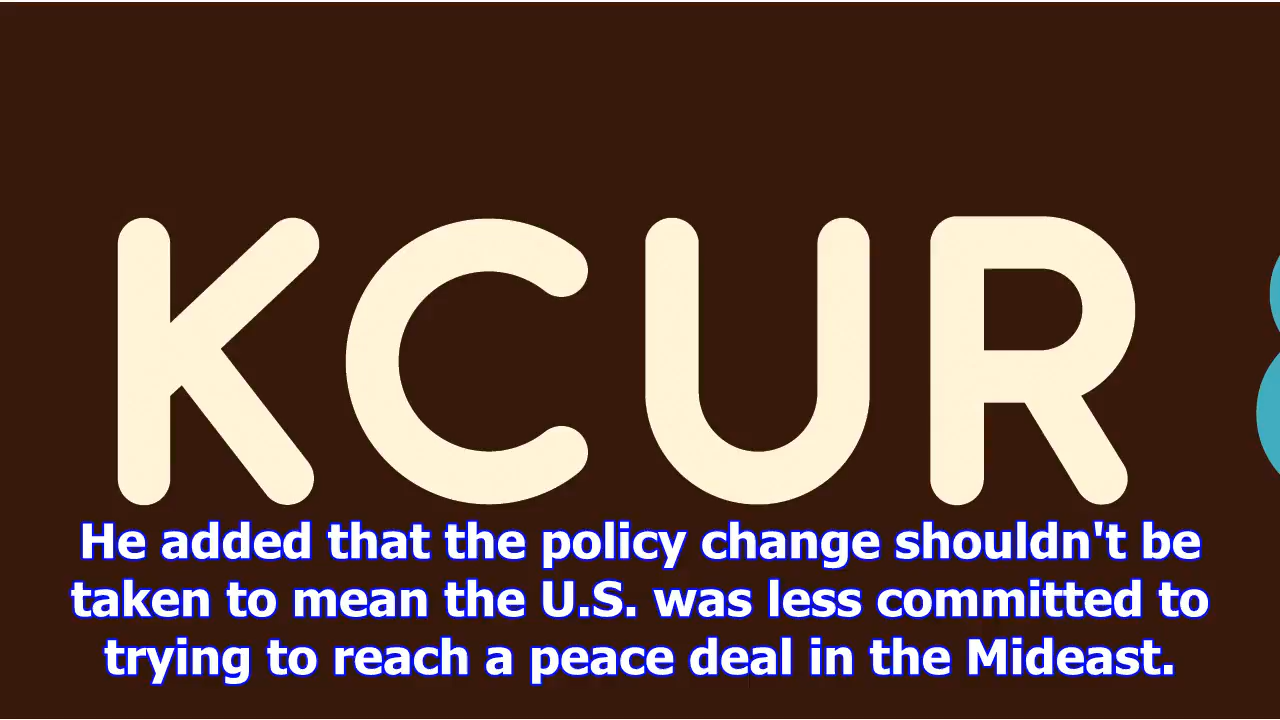 KCUR
He added that the policy change shouldn't be
taken to mean the U.S. was less committed to
trying to reach a peace deal in the Mideast.